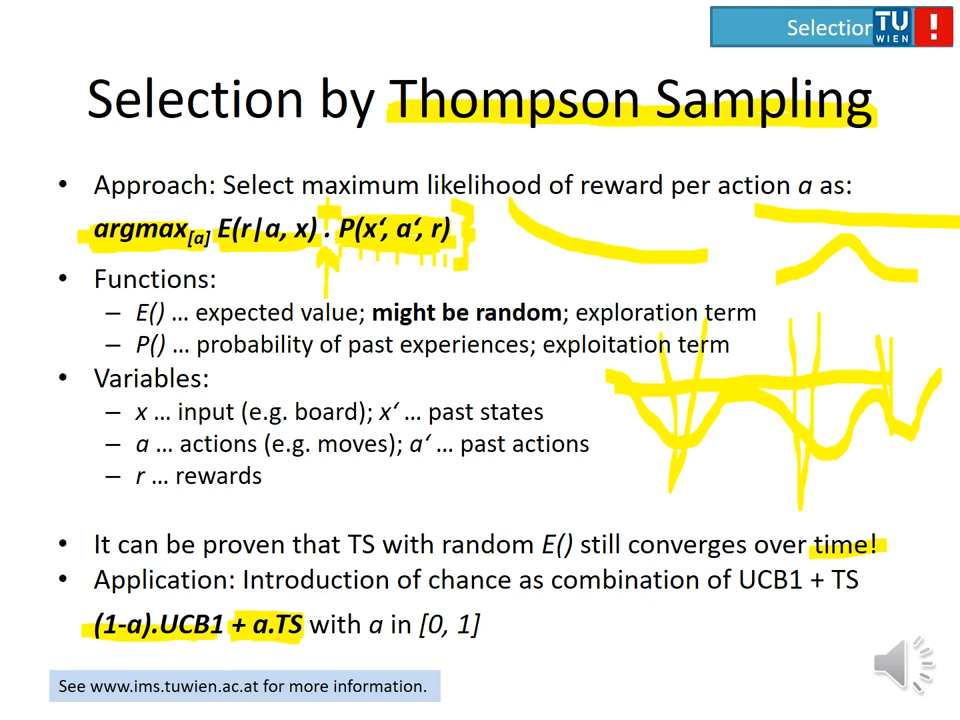 Selection
TU
WIEN
!
Selection by Thompson Sampling
• Approach: Select maximum likelihood of reward per action a as:
argmax[a] E(r|a, x) . P(x‘, a‘, r)
• Functions:
– E() … expected value; might be random; exploration term
– P() … probability of past experiences; exploitation term
• Variables:
– x … input (e.g. board); x‘ … past states
– a … actions (e.g. moves); a‘ … past actions
– r … rewards
• It can be proven that TS with random E() still converges over time!
• Application: Introduction of chance as combination of UCB1 + TS
(1-a).UCB1 + a.TS with a in [0, 1]
See www.ims.tuwien.ac.at for more information.